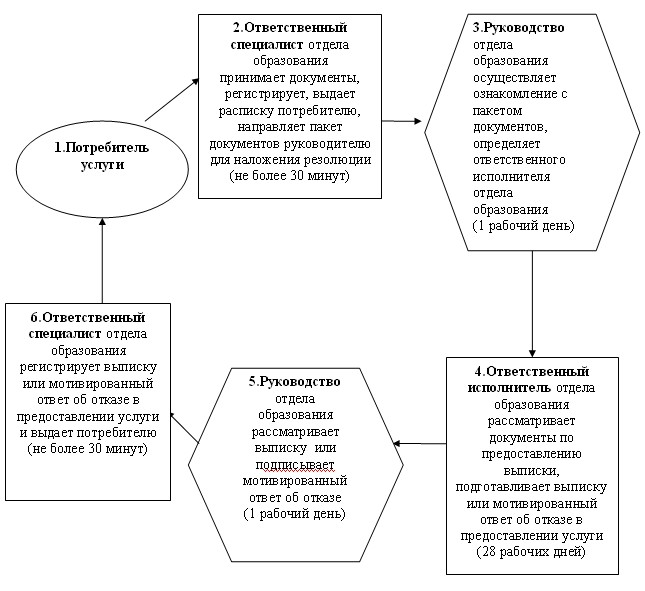 1.Потребитель
услуги
2.Ответственный
специалист отдела
образования
принимает документы,
регистрирует, выдает
расписку потребителю,
направляет пакет
документов руководителю
для наложения резолюции
(не более 30 минут)
3.Руководство
отдела
образования
осуществляет
ознакомление с
пакетом
документов,
определяет
ответственного
исполнителя
отдела
образования
(1 рабочий день)
4.Ответственный
исполнитель отдела
образования
рассматривает
документы по
предоставлению
выписки,
подготавливает выписку
или мотивированный
ответ об отказе в
предоставлении услуги
(28 рабочих дней)
5.Руководство
отдела
образования
рассматривает
выписку или
подписывает
мотивированный
ответ об отказе
(1 рабочий день)
6.Ответственный
специалист отдела
образования
регистрирует выписку
или мотивированный
ответ об отказе в
предоставлении услуги
и выдает потребителю
(не более 30 минут)